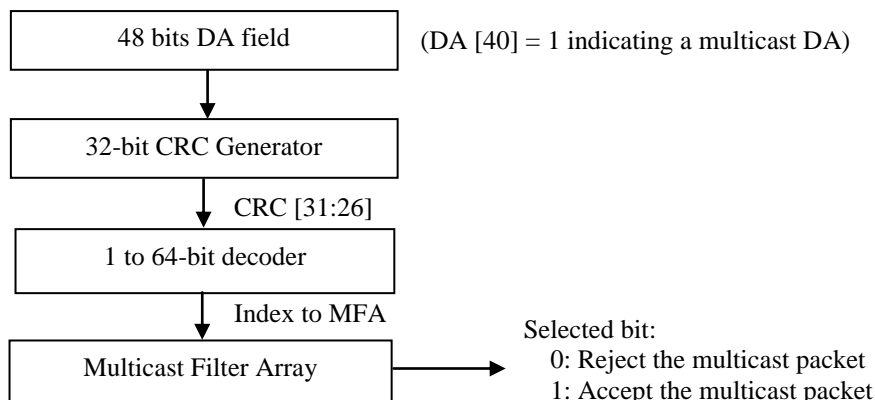 48 bits DA field
(DA [40] = 1 indicating a multicast DA)
32-bit CRC Generator
CRC [31:26]
1 to 64-bit decoder
Index to MFA
Multicast Filter Array
Selected bit:
0: Reject the multicast packet
1: Accept the multicast packet